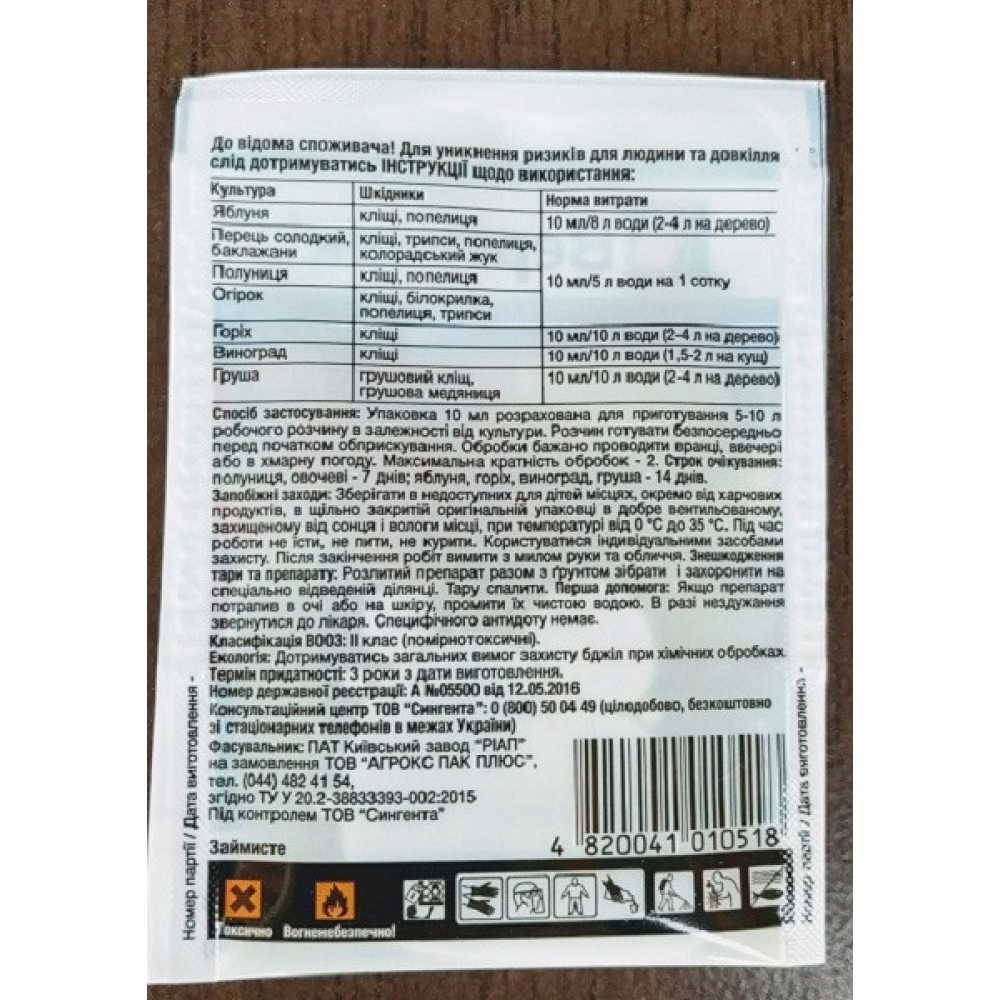 До відома споживача! Для уникнення ризиків для людини та довкілля
слід дотримуватись ІНСТРУКЦІЇ щодо використання:
Культура Шкідники Норма витрати
Яблуня кліщі, попелиця 10 мл/8 л води (2-4 л на дерево)
Перець солодкий, кліщі, трипси, попелиця,
баклажани колорадський жук
Полуниця кліщі, попелиця 10 мл/5 л води на 1 сотку
Огірок кліщі, білокрилка,
попелиця, трипси
Горіх кліщі 10 мл/10 л води (2–4 л на дерево)
Виноград кліщі 10 мл/10 л води (1,5-2 л на кущ)
Груша грушовий кліщ, 10 мл/10 л води (2-4 л на дерево)
грушова медяниця
Спосіб застосування: Упаковка 10 мл розрахована для приготування 5-10 л
робочого розчину в залежності від культури. Розчин готувати безпосередньо
перед початком обприскування. Обробки бажано проводити вранці, ввечері
або в хмарну погоду. Максимальна кратність обробок - 2. Строк очікування:
полуниця, овочеві - 7 днів; яблуня, горіх, виноград, груша - 14 днів.
Запобіжні заходи: Зберігати в недоступних для дітей місцях, окремо від харчових
продуктів, в щільно закритій оригінальній упаковці в добре вентильованому,
захищеному від сонця і вологи місці, при температурі від 0 °С до 35 °С. Під час
роботи не їсти, не пити, не курити. Користуватися індивідуальними засобами
захисту. Після закінчення робіт вимити з милом руки та обличчя. Знешкодження
тари та препарату: Розлитий препарат разом з ґрунтом зібрати і захоронити на
спеціально відведеній ділянці. Тару спалити. Перша допомога: Якщо препарат
потрапив в очі або на шкіру, промити їх чистою водою. В разі нездужання
звернутися до лікаря. Специфічного антидоту немає.
Класифікація ВООЗ: ІІ клас (помірнотоксичні).
Екологія: Дотримуватись загальних вимог захисту бджіл при хімічних обробках.
Термін придатності: 3 роки з дати виготовлення.
Номер державної реєстрації: А №05500 від 12.05.2016
Консультаційний центр ТОВ "Сингента": 0 (800) 50 04 49 (цілодобово, безкоштовно
зі стаціонарних телефонів в межах України)
Фасувальник: ПАТ Київський завод "РІАП"
на замовлення ТОВ "АГРОКС ПАК ПЛЮС",
тел. (044) 482 41 54,
згідно ТУ У 20.2-38833393-002:2015
Під контролем ТОВ "Сингента"
4 820041 010518
Займисте
Токсично Вогненебезпечно!
Номер партії / Дата виготовлення -
Номер партії / Дата виготовлення -